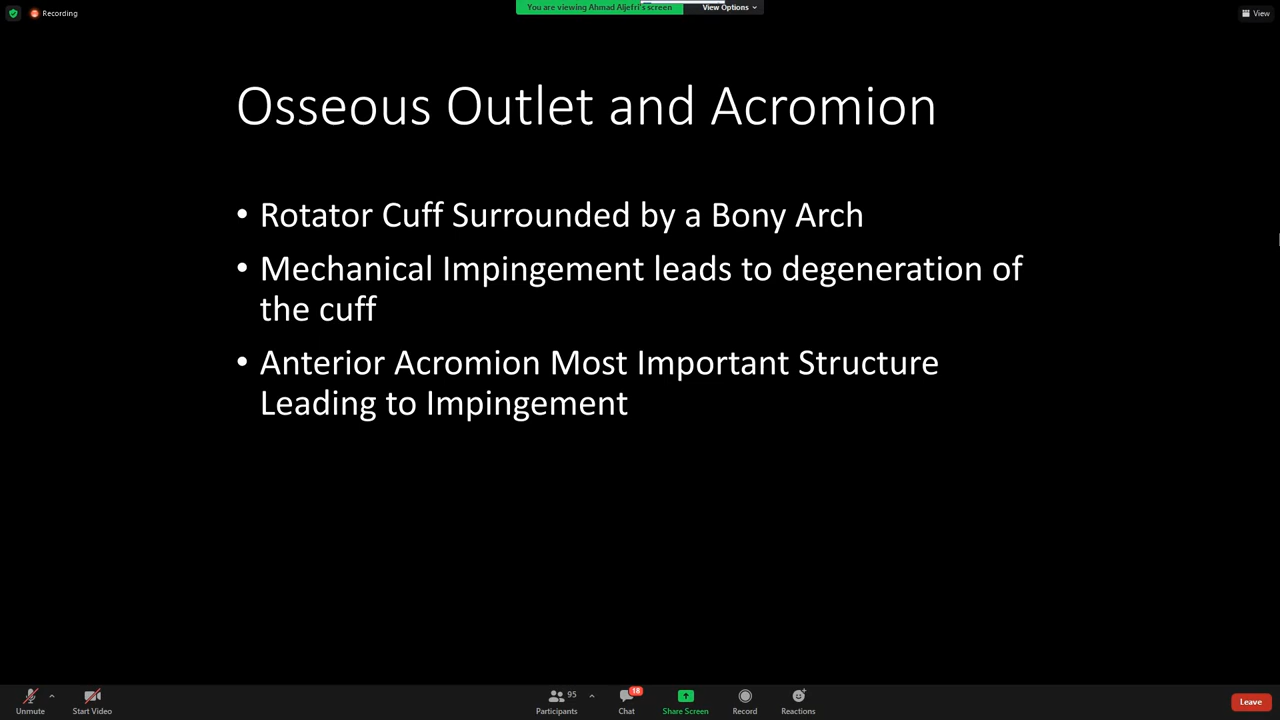 Recording
You are viewing Ahmad Aljefri's screen
View Options
View
Osseous Outlet and Acromion
• Rotator Cuff Surrounded by a Bony Arch
• Mechanical Impingement leads to degeneration of
the cuff
• Anterior Acromion Most Important Structure
Leading to Impingement
Unmute
Start Video
95
Participants
18
Chat
Share Screen
Record
Reactions
Leave